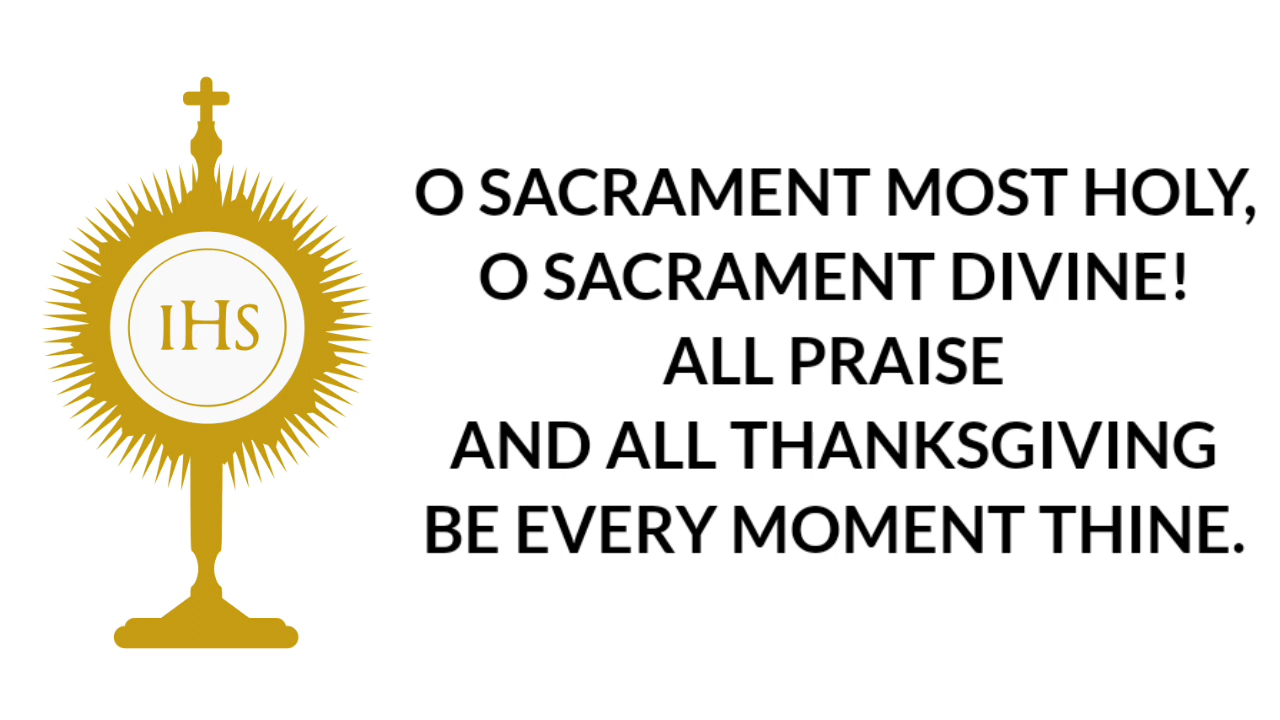 IHS
O SACRAMENT MOST HOLY,
O SACRAMENT DIVINE!
ALL PRAISE
AND ALL THANKSGIVING
BE EVERY MOMENT THINE.